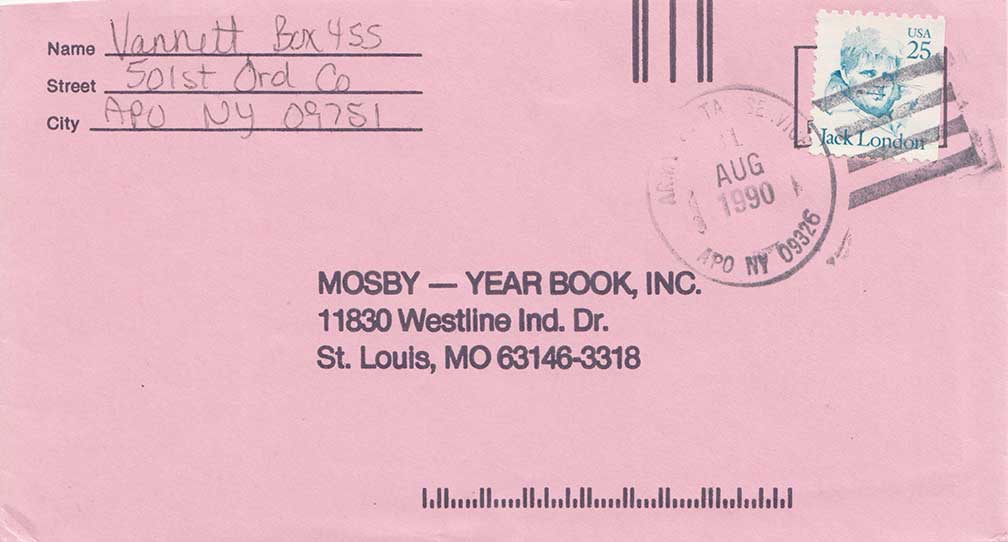 Name Vannett, Box 455
Street 501st Ord Co
City APO NY 09751
USA
25
Jack London
SERVICE
AUG
1990
APO NY 09326
MOSBY — YEAR BOOK, INC.
11830 Westline Ind. Dr.
St. Louis, MO 63146-3318